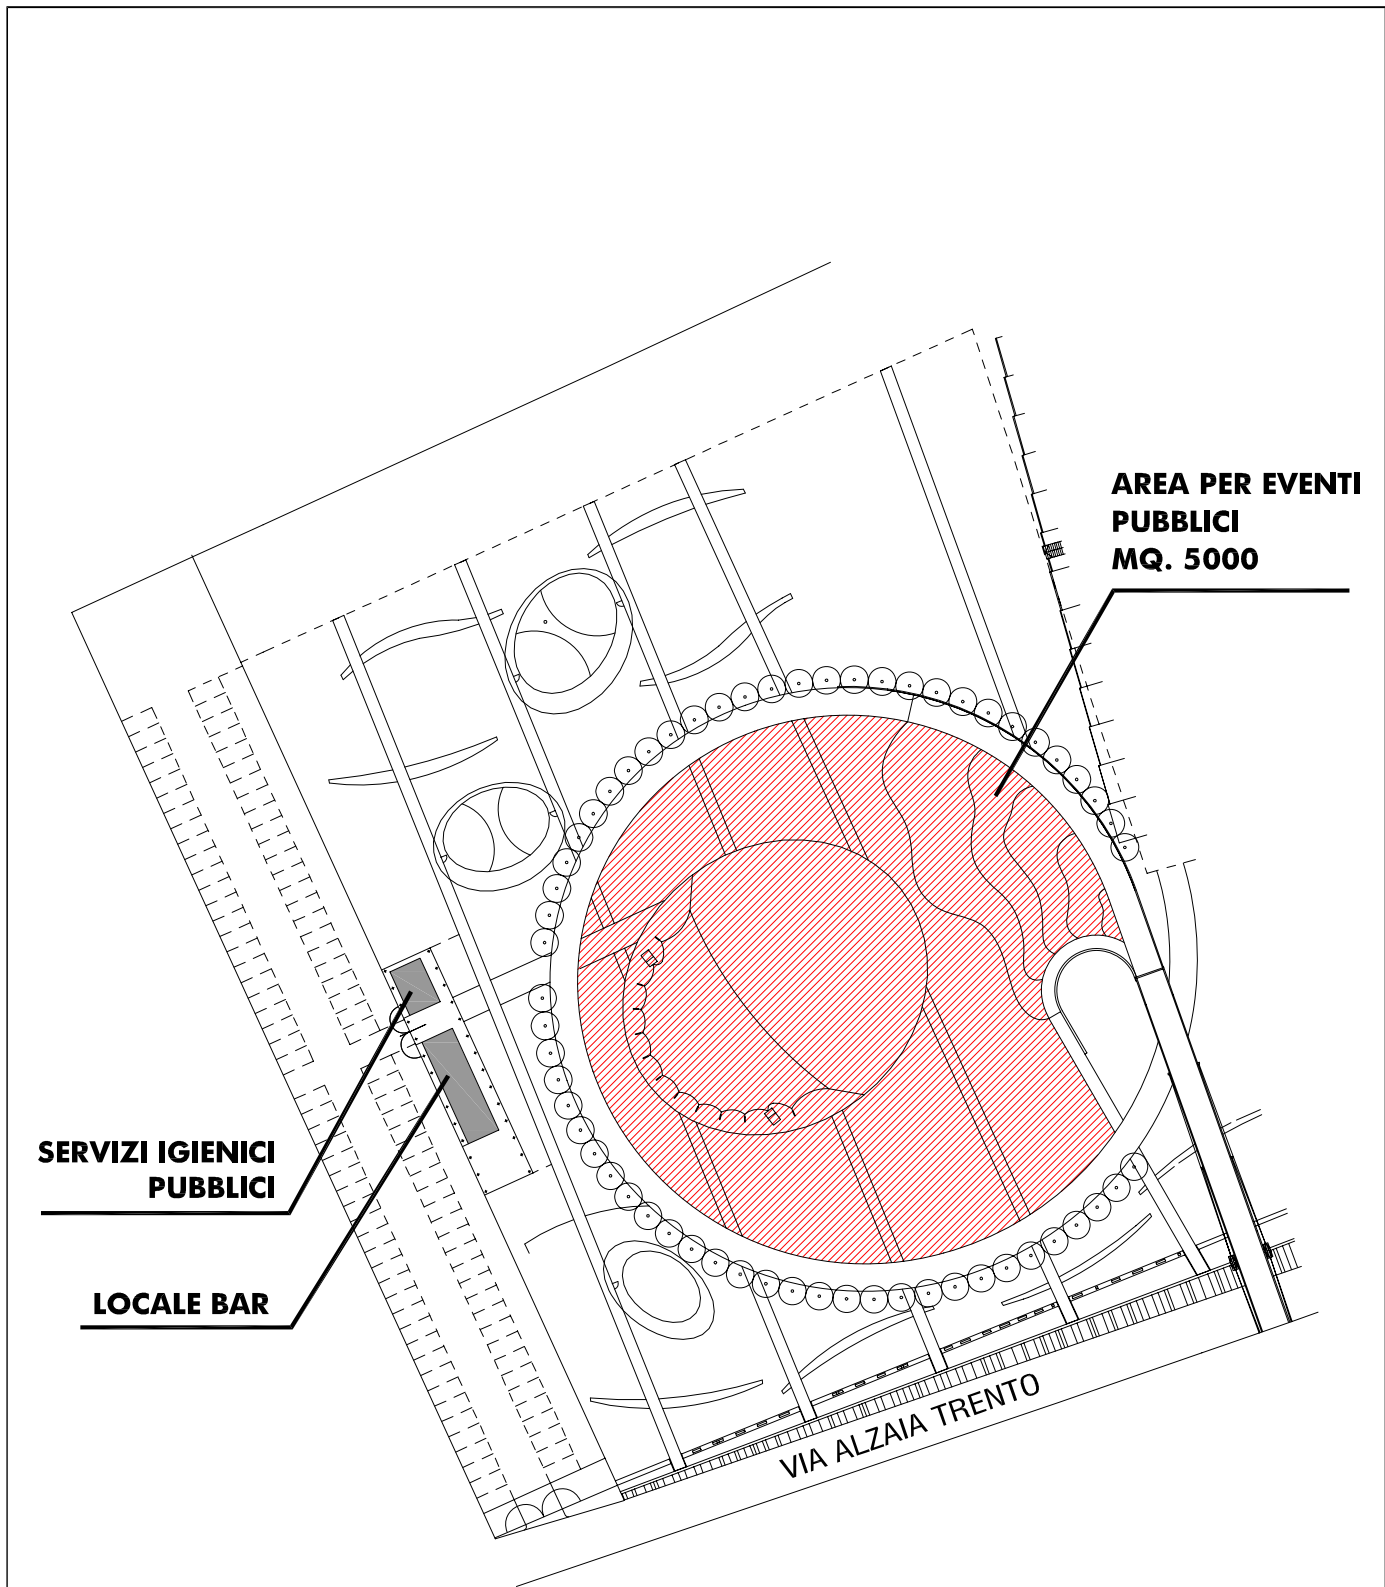 AREA PER EVENTI
PUBBLICI
MQ. 5000
SERVIZI IGIENICI
PUBBLICI
LOCALE BAR
VIA ALZAIA TRENTO